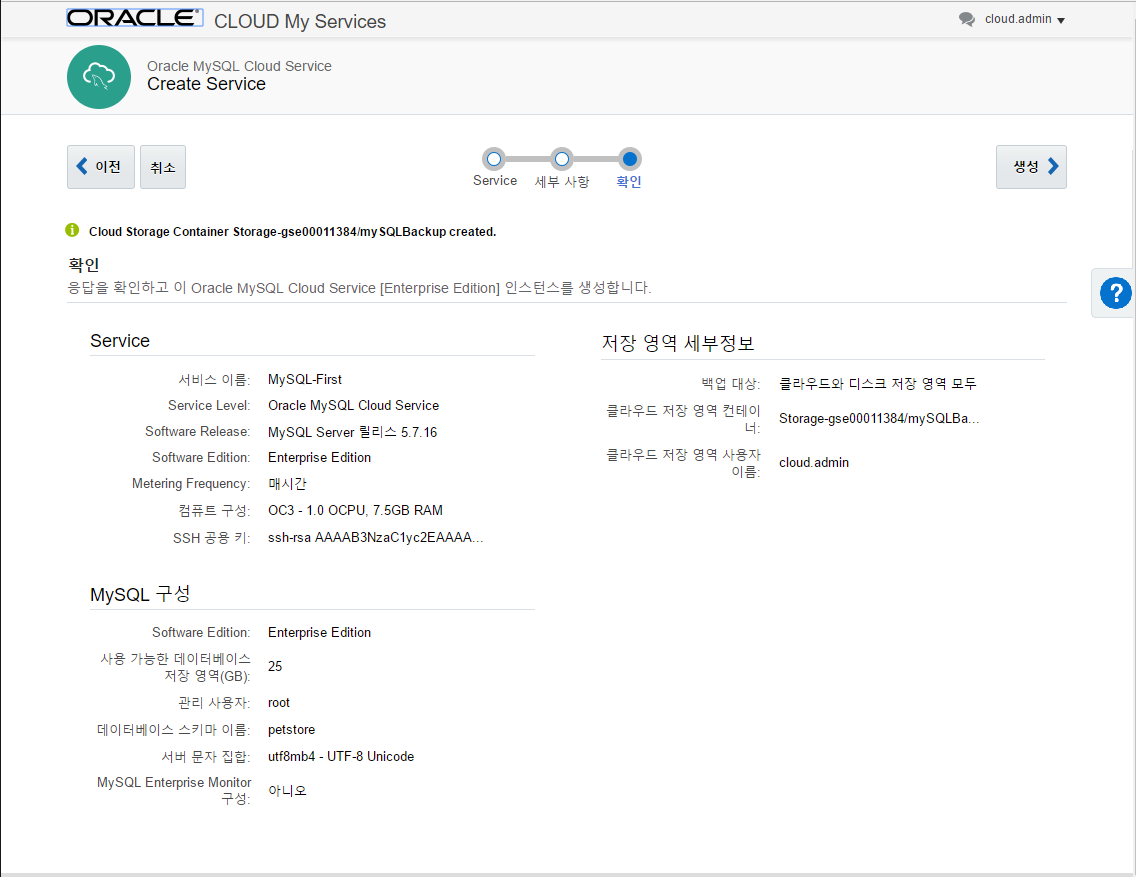 ORACLE CLOUD My Services
cloud.admin
Oracle MySQL Cloud Service
Create Service
이전
취소
Service
세부 사항
확인
생성
Cloud Storage Container Storage-gse00011384/mySQLBackup created.
확인
응답을 확인하고 이 Oracle MySQL Cloud Service [Enterprise Edition] 인스턴스를 생성합니다.
?
Service
서비스 이름: MySQL-First
Service Level: Oracle MySQL Cloud Service
Software Release: MySQL Server 릴리스 5.7.16
Software Edition: Enterprise Edition
Metering Frequency: 매시간
컴퓨트 구성: OC3 - 1.0 OCPU, 7.5GB RAM
SSH 공용 키: ssh-rsa AAAAB3NzaC1yc2EAAAA...
저장 영역 세부정보
백업 대상: 클라우드와 디스크 저장 영역 모두
클라우드 저장 영역 컨테이
너:
Storage-gse00011384/mySQLBa...
클라우드 저장 영역 사용자
이름:
cloud.admin
MySQL 구성
Software Edition: Enterprise Edition
사용 가능한 데이터베이스
저장 영역(GB):
25
관리 사용자: root
데이터베이스 스키마 이름: petstore
서버 문자 집합: utf8mb4 - UTF-8 Unicode
MySQL Enterprise Monitor
구성:
아니오